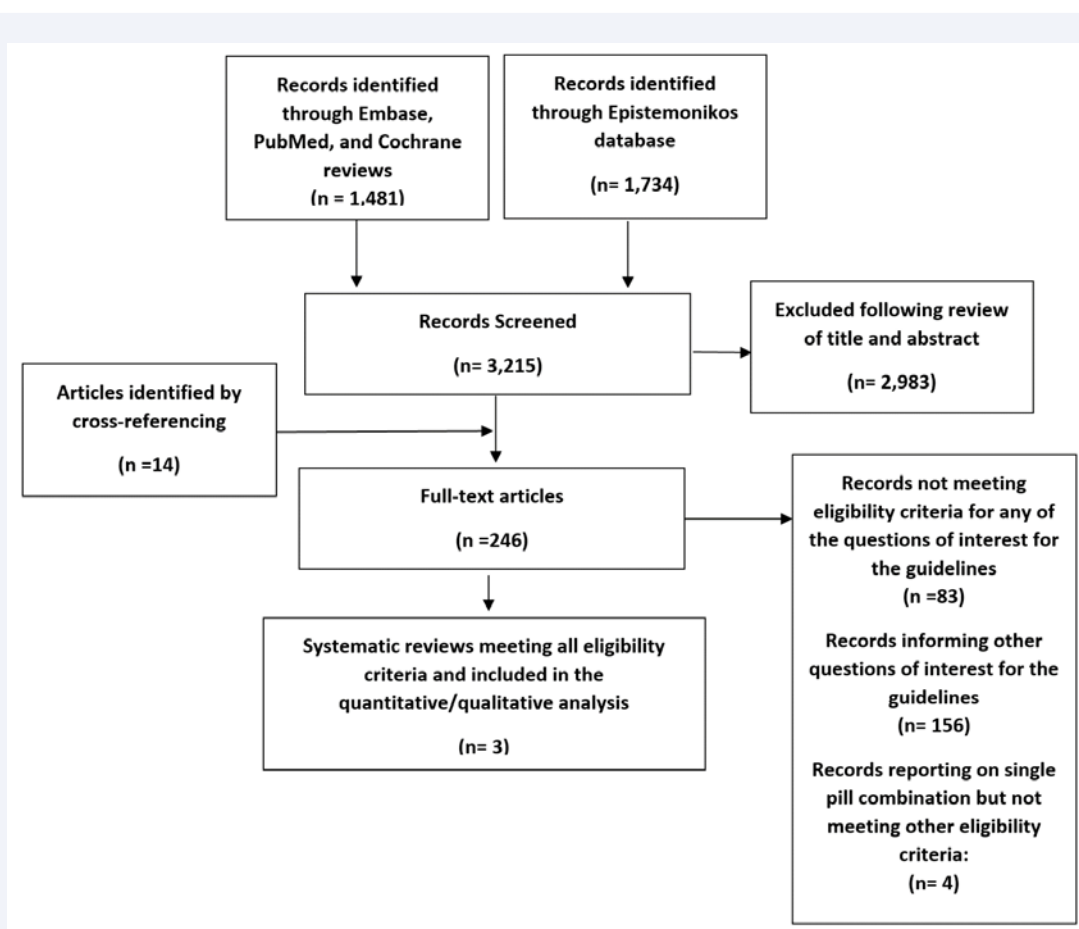 Records identified
through Embase,
PubMed, and Cochrane
reviews
(n = 1,481)
Records identified
through Epistemonikos
database
(n= 1,734)
Records Screened
(n= 3,215)
Excluded following review
of title and abstract
(n= 2,983)
Articles identified by
cross-referencing
(n =14)
Full-text articles
(n =246)
Records not meeting
eligibility criteria for any of
the questions of interest for
the guidelines
(n =83)
Records informing other
questions of interest for the
guidelines
(n= 156)
Records reporting on single
pill combination but not
meeting other eligibility
criteria:
(n= 4)
Systematic reviews meeting all eligibility
criteria and included in the
quantitative/qualitative analysis
(n= 3)